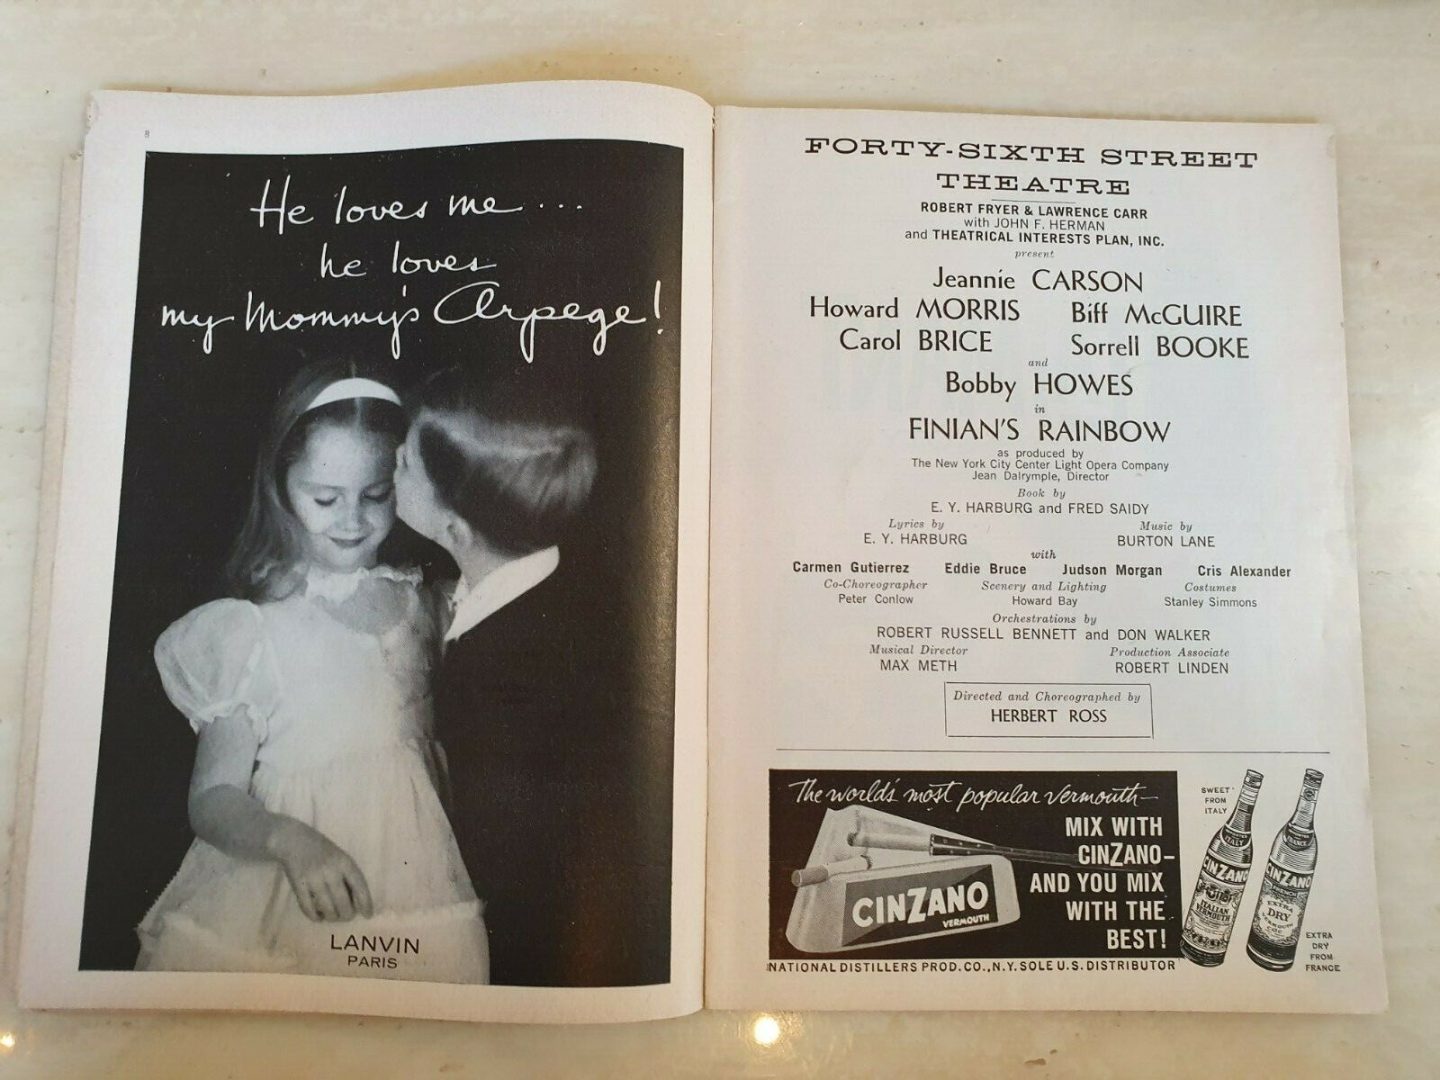 8
He loves me...
he loves
my Mommy's Arpege!
LANVIN
PARIS
FORTY-SIXTH STREET
THEATRE
ROBERT FRYER & LAWRENCE CARR
with JOHN F. HERMAN
and THEATRICAL INTERESTS PLAN, INC.
present
Jeannie CARSON
Howard MORRIS Biff McGUIRE
Carol BRICE Sorrell BOOKE
and
Bobby HOWES
in
FINIAN'S RAINBOW
as produced by
The New York City Center Light Opera Company
Jean Dalrymple, Director
Book by
E. Y. HARBURG and FRED SAIDY
Lyrics by Music by
E. Y. HARBURG BURTON LANE
with
Carmen Gutierrez Eddie Bruce Judson Morgan Cris Alexander
Co-Choreographer Scenery and Lighting Costumes
Peter Conlow Howard Bay Stanley Simmons
Orchestrations by
ROBERT RUSSELL BENNETT and DON WALKER
Musical Director Production Associate
MAX METH ROBERT LINDEN
Directed and Choreographed by
HERBERT ROSS
The world's most popular vermouth—
MIX WITH
CINZANO—
AND YOU MIX
WITH THE
BEST!
CINZANO
VERMOUTH
NATIONAL DISTILLERS PROD. CO., N.Y. SOLE U.S. DISTRIBUTOR
SWEET
FROM
ITALY
ITALY
CINZANO
ITALIAN
VERMOUTH
FRANCE
CINZANO
EXTRA
DRY
VERMOUTH
EXTRA
DRY
FROM
FRANCE